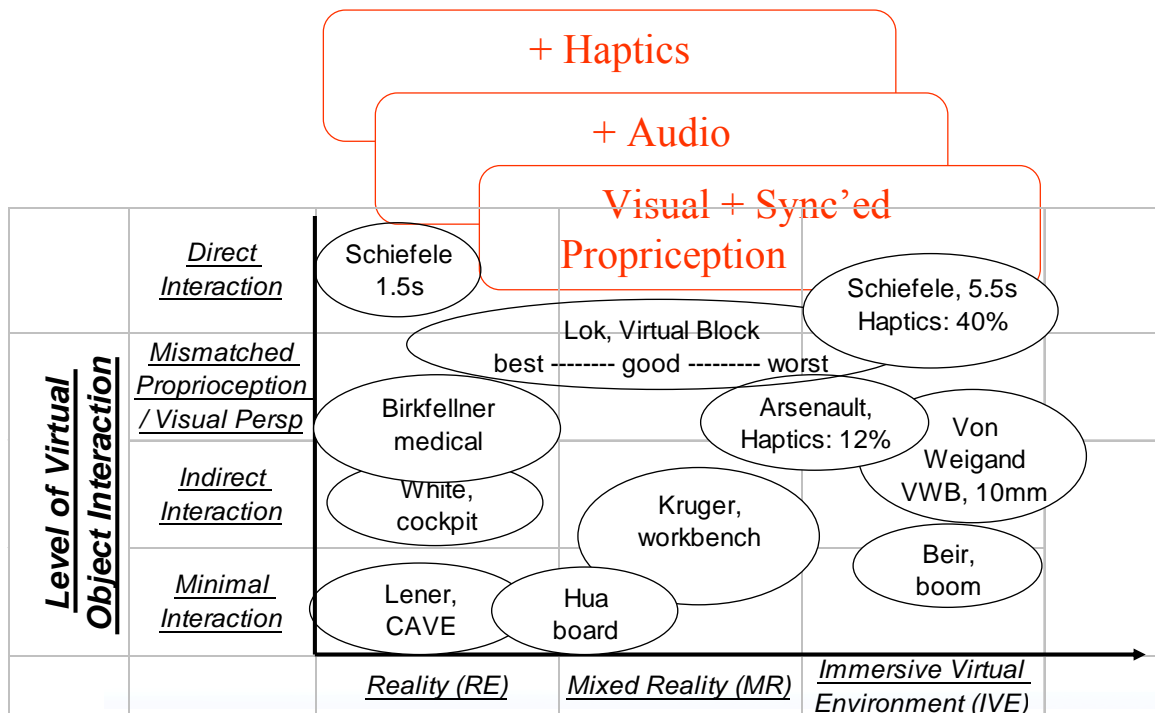 + Haptics
+ Audio
Visual + Sync’ed
Propriception
Level of Virtual
Object Interaction
Direct
Interaction
Mismatched
Proprioception
/ Visual Persp
Indirect
Interaction
Minimal
Interaction
Schiefele
1.5s
Schiefele, 5.5s
Haptics: 40%
Lok, Virtual Block
best -------- good --------- worst
Birkfellner
medical
Arsenault,
Haptics: 12%
Von
Weigand
VWB, 10mm
White,
cockpit
Kruger,
workbench
Beir,
boom
Lener,
CAVE
Hua
board
Reality (RE)
Mixed Reality (MR)
Immersive Virtual
Environment (IVE)